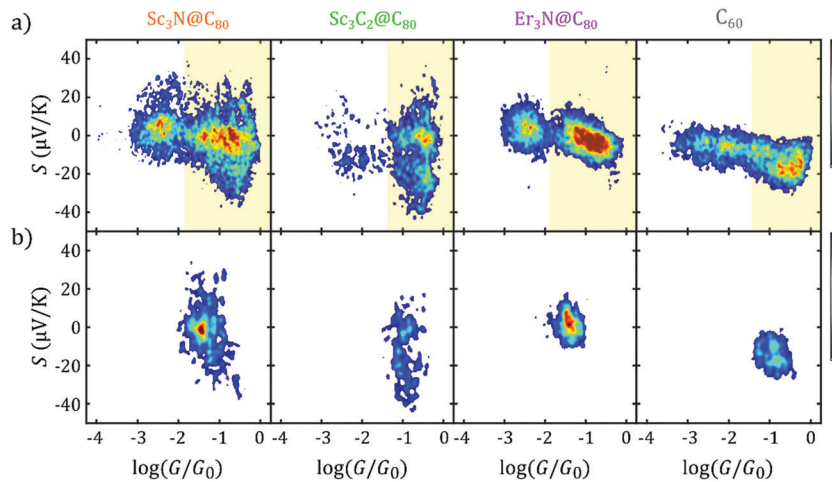 a) Sc₃N@C₈₀ Sc₃C₂@C₈₀ Er₃N@C₈₀ C₆₀
40
20
0
-20
-40
S (μV/K)
b)
40
20
0
-20
-40
S (μV/K)
-4 -3 -2 -1 0 -4 -3 -2 -1 0 -4 -3 -2 -1 0 -4 -3 -2 -1 0
log(G/G₀) log(G/G₀) log(G/G₀) log(G/G₀)